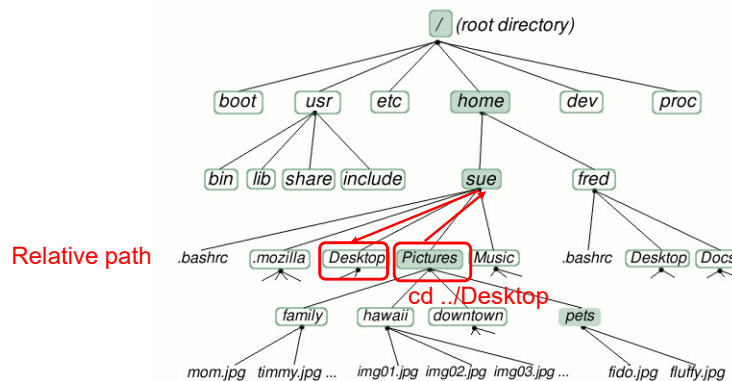 / (root directory)
boot usr etc home dev proc
bin lib share include sue fred
Relative path .bashrc .mozilla Desktop Pictures Music .bashrc Desktop Docs
cd ../Desktop
family hawaii downtown pets
mom.jpg timmy.jpg ... img01.jpg img02.jpg img03.jpg ... fido.jpg fluffy.jpg